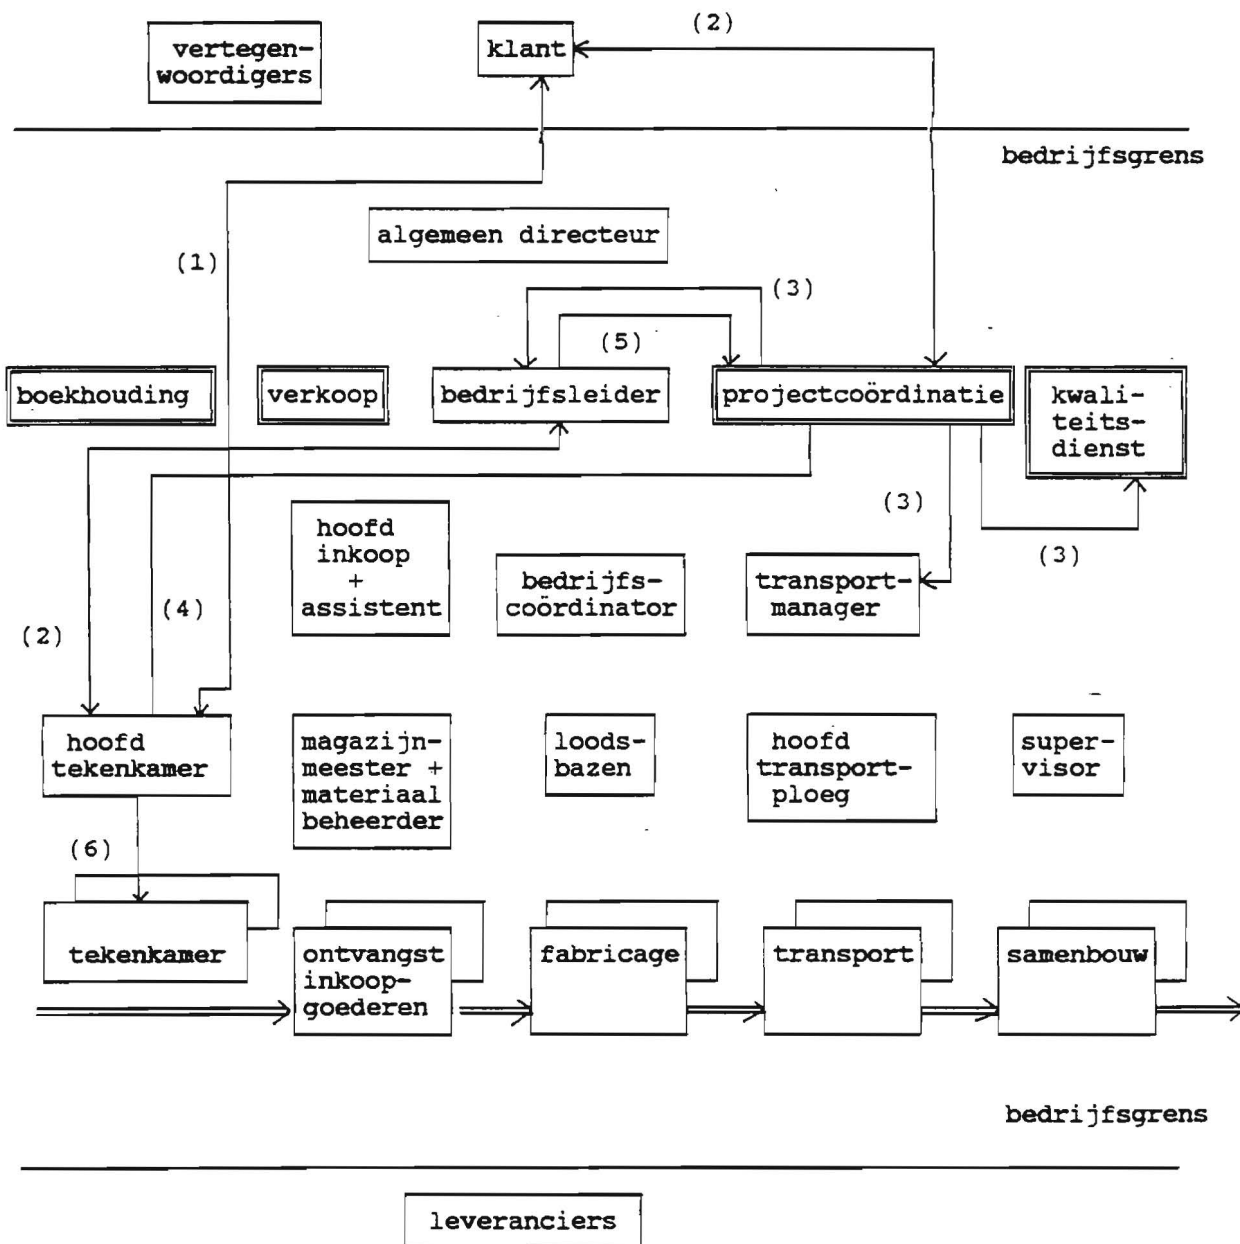 (2)
vertegen-
woordigers
klant
bedrijfsgrens
algemeen directeur
(1)
(3)
(5)
boekhouding
verkoop
bedrijfsleider
projectcoördinatie
kwali-
teits-
dienst
(3)
(3)
hoofd
inkoop
+
assistent
bedrijfs-
coördinator
transport-
manager
(4)
(2)
hoofd
tekenkamer
magazijn-
meester +
materiaal
beheerder
loods-
bazen
hoofd
transport-
ploeg
super-
visor
(6)
tekenkamer
ontvangst
inkoop-
goederen
fabricage
transport
samenbouw
bedrijfsgrens
leveranciers